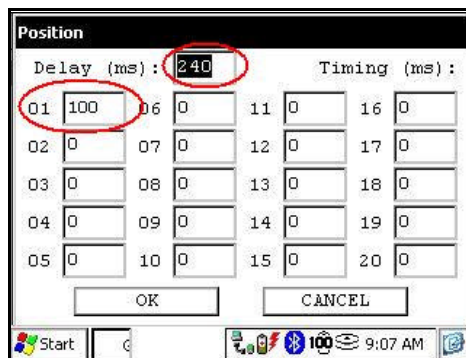 Position
Delay (ms): 240 Timing (ms):
01 100 06 0 11 0 16 0
02 0 07 0 12 0 17 0
03 0 08 0 13 0 18 0
04 0 09 0 14 0 19 0
05 0 10 0 15 0 20 0
OK CANCEL
Start 100 9:07 AM